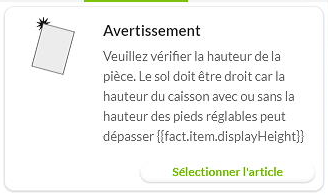 Avertissement
Veuillez vérifier la hauteur de la
pièce. Le sol doit être droit car la
hauteur du caisson avec ou sans la
hauteur des pieds réglables peut
dépasser {{fact.item.displayHeight}}
Sélectionner l'article